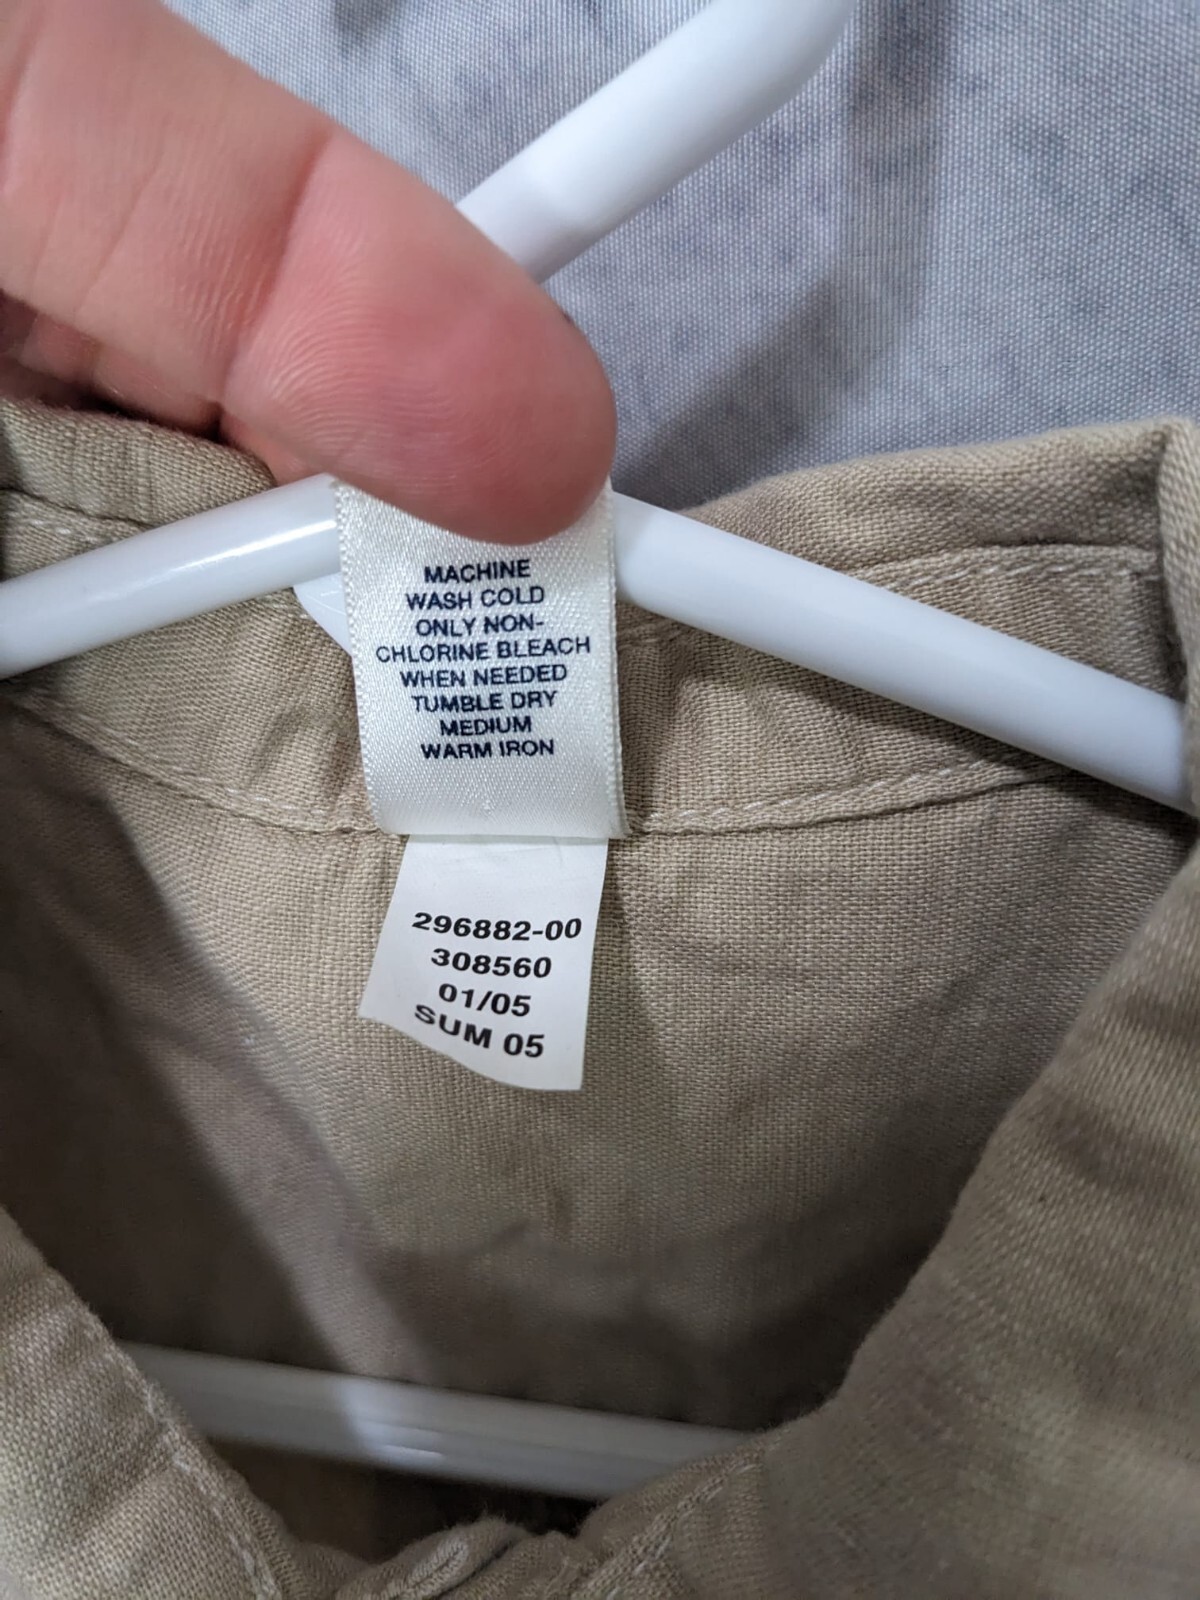 MACHINE
WASH COLD
ONLY NON-
CHLORINE BLEACH
WHEN NEEDED
TUMBLE DRY
MEDIUM
WARM IRON
296882-00
308560
01/05
SUM 05